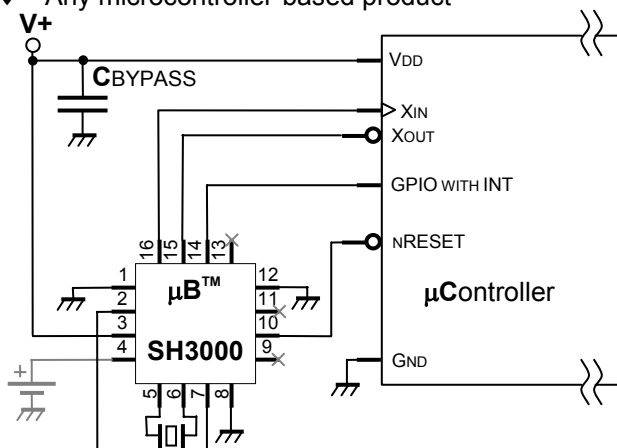 Any microcontroller-based product
V+
CBYPASS
VDD
XIN
XOUT
GPIO WITH INT
NRESET
µController
GND
16 15 14 13
1 12
2 11
3 10
4 9
µB™
SH3000
5 6 7 8
+